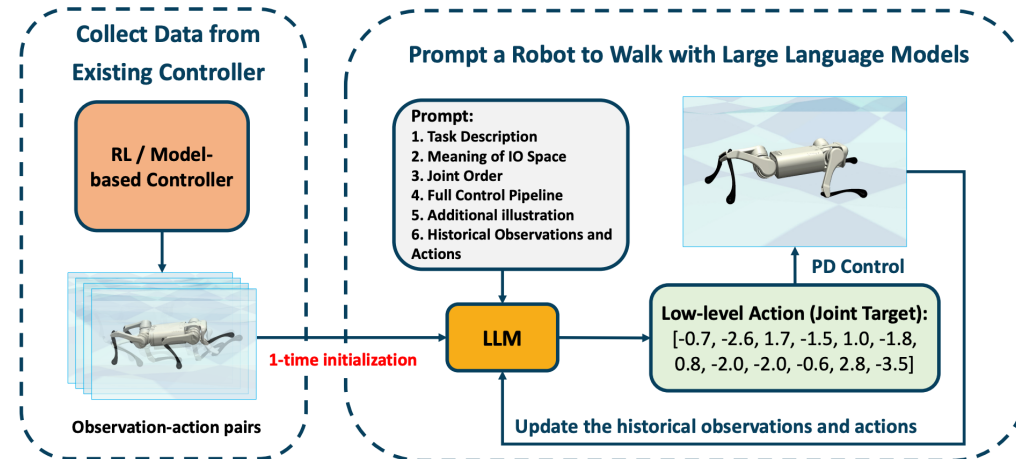 Collect Data from
Existing Controller
RL / Model-
based Controller
Observation-action pairs
1-time initialization
Prompt a Robot to Walk with Large Language Models
Prompt:
1. Task Description
2. Meaning of IO Space
3. Joint Order
4. Full Control Pipeline
5. Additional illustration
6. Historical Observations and
Actions
LLM
PD Control
Low-level Action (Joint Target):
[-0.7, -2.6, 1.7, -1.5, 1.0, -1.8,
0.8, -2.0, -2.0, -0.6, 2.8, -3.5]
Update the historical observations and actions